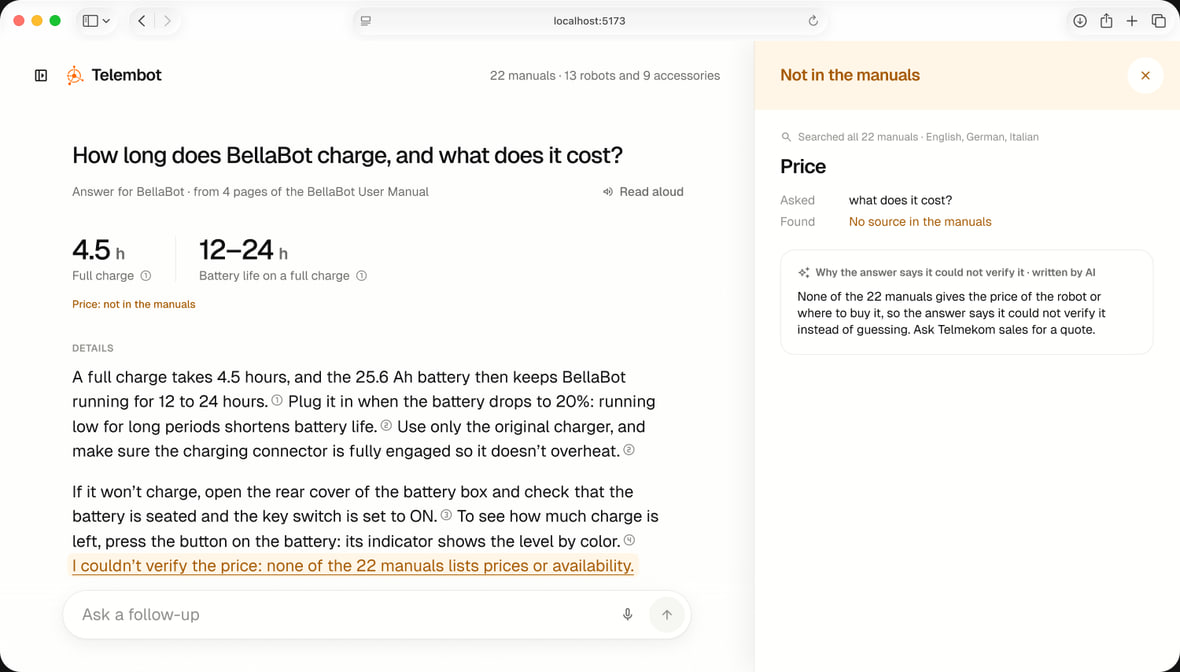 localhost:5173
Telembot
22 manuals · 13 robots and 9 accessories
How long does BellaBot charge, and what does it cost?
Answer for BellaBot · from 4 pages of the BellaBot User Manual
Read aloud
4.5 h
Full charge ①
12–24 h
Battery life on a full charge ①
Price: not in the manuals
DETAILS
A full charge takes 4.5 hours, and the 25.6 Ah battery then keeps BellaBot
running for 12 to 24 hours. ① Plug it in when the battery drops to 20%: running
low for long periods shortens battery life. ② Use only the original charger, and
make sure the charging connector is fully engaged so it doesn’t overheat. ②
If it won’t charge, open the rear cover of the battery box and check that the
battery is seated and the key switch is set to ON. ③ To see how much charge is
left, press the button on the battery: its indicator shows the level by color. ④
I couldn’t verify the price: none of the 22 manuals lists prices or availability.
Ask a follow-up
Not in the manuals
Searched all 22 manuals · English, German, Italian
Price
Asked what does it cost?
Found No source in the manuals
Why the answer says it could not verify it · written by AI
None of the 22 manuals gives the price of the robot or
where to buy it, so the answer says it could not verify it
instead of guessing. Ask Telmekom sales for a quote.